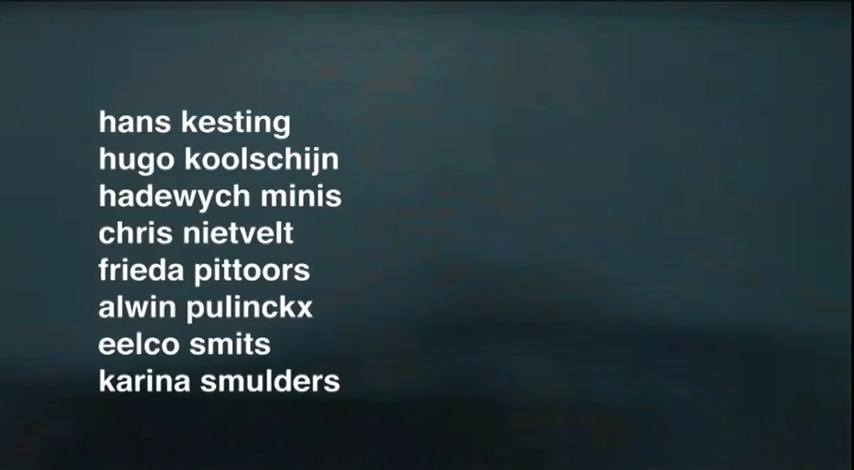 hans kesting
hugo koolschijn
hadewych minis
chris nietvelt
frieda pittoors
alwin pulinckx
eelco smits
karina smulders